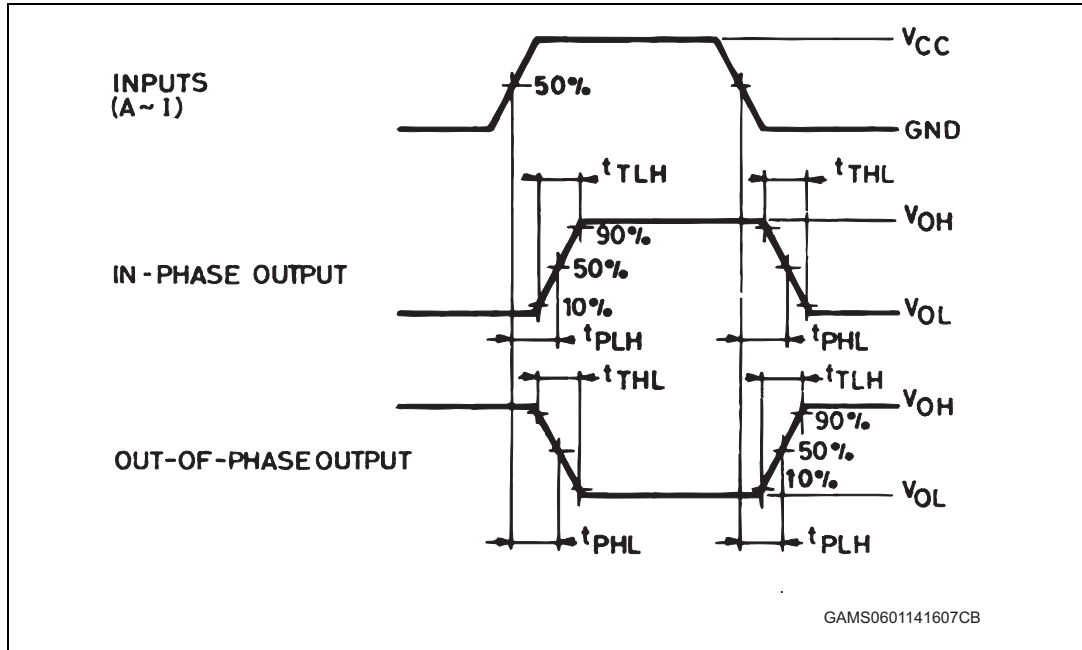 VCC
INPUTS
(A~I)
50%
GND
tTLH
tTHL
VOH
90%
IN-PHASE OUTPUT
50%
10%
VOL
tPLH
tPHL
tTHL
tTLH
VOH
90%
OUT-OF-PHASE OUTPUT
50%
10%
VOL
tPHL
tPLH
GAMS0601141607CB